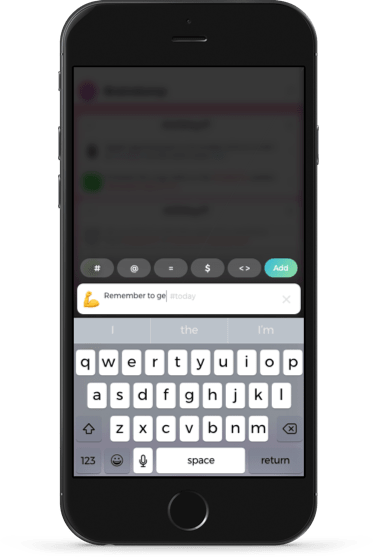 # @ = $ <> Add
Remember to ge #today
I the I'm
q w e r t y u i o p
a s d f g h j k l
z x c v b n m
123 space return